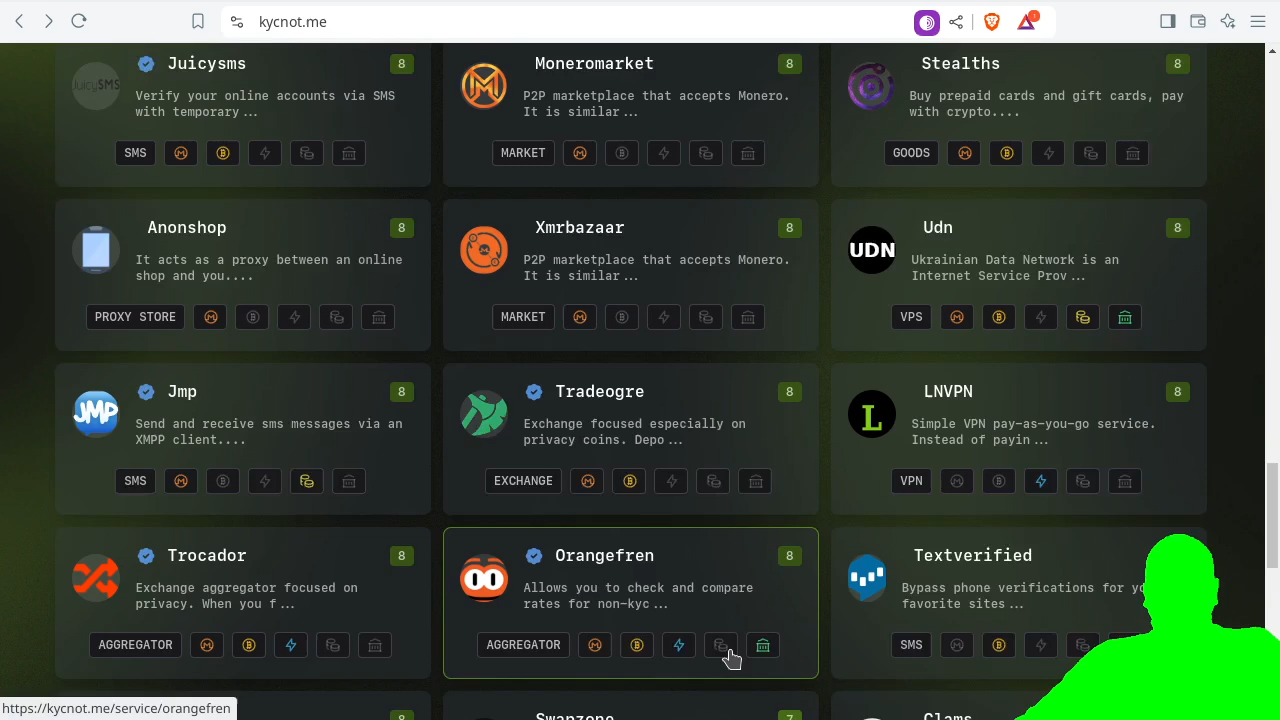 kycnot.me
1
Juicysms
8
Verify your online accounts via SMS
with temporary ...
SMS
JuicySMS
Moneromarket
8
P2P marketplace that accepts Monero.
It is similar ...
MARKET
Stealths
8
Buy prepaid cards and gift cards, pay
with crypto....
GOODS
Anonshop
8
It acts as a proxy between an online
shop and you....
PROXY STORE
Xmrbazaar
8
P2P marketplace that accepts Monero.
It is similar ...
MARKET
UDN
Udn
8
Ukrainian Data Network is an
Internet Service Prov ...
VPS
JMP
Jmp
8
Send and receive sms messages via an
XMPP client....
SMS
Tradeogre
8
Exchange focused especially on
privacy coins. Depo ...
EXCHANGE
L
LNVPN
8
Simple VPN pay-as-you-go service.
Instead of payin ...
VPN
Trocador
8
Exchange aggregator focused on
privacy. When you f ...
AGGREGATOR
Orangefren
8
Allows you to check and compare
rates for non-kyc ...
AGGREGATOR
Textverified
Bypass phone verifications for
favorite sites ...
SMS
8
Swapzone
7
Clams
https://kycnot.me/service/orangefren